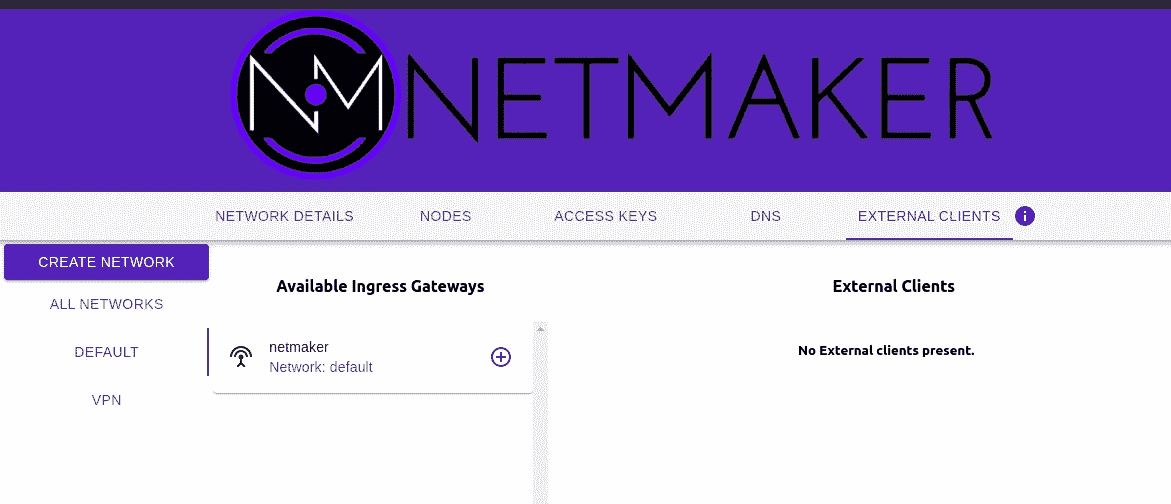 NM NETMAKER
NETWORK DETAILS NODES ACCESS KEYS DNS EXTERNAL CLIENTS i
CREATE NETWORK
ALL NETWORKS
DEFAULT
VPN
Available Ingress Gateways
netmaker
Network: default
External Clients
No External clients present.